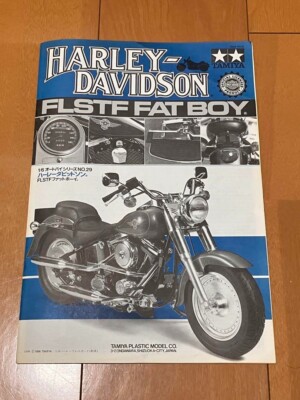 HARLEY-
DAVIDSON
TAMIYA
FLSTF FAT BOY
1/6 オートバイシリーズ NO.29
ハーレーダビッドソン
FLSTFファットボーイ
TAMIYA PLASTIC MODEL CO.